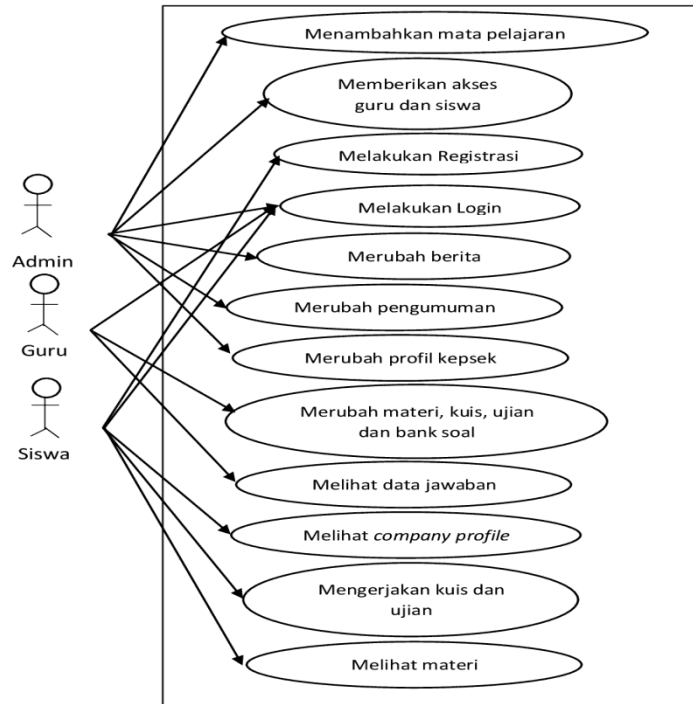 Menambahkan mata pelajaran
Memberikan akses
guru dan siswa
Melakukan Registrasi
Melakukan Login
Merubah berita
Merubah pengumuman
Merubah profil kepsek
Merubah materi, kuis, ujian
dan bank soal
Melihat data jawaban
Melihat company profile
Mengerjakan kuis dan
ujian
Melihat materi
Admin
Guru
Siswa